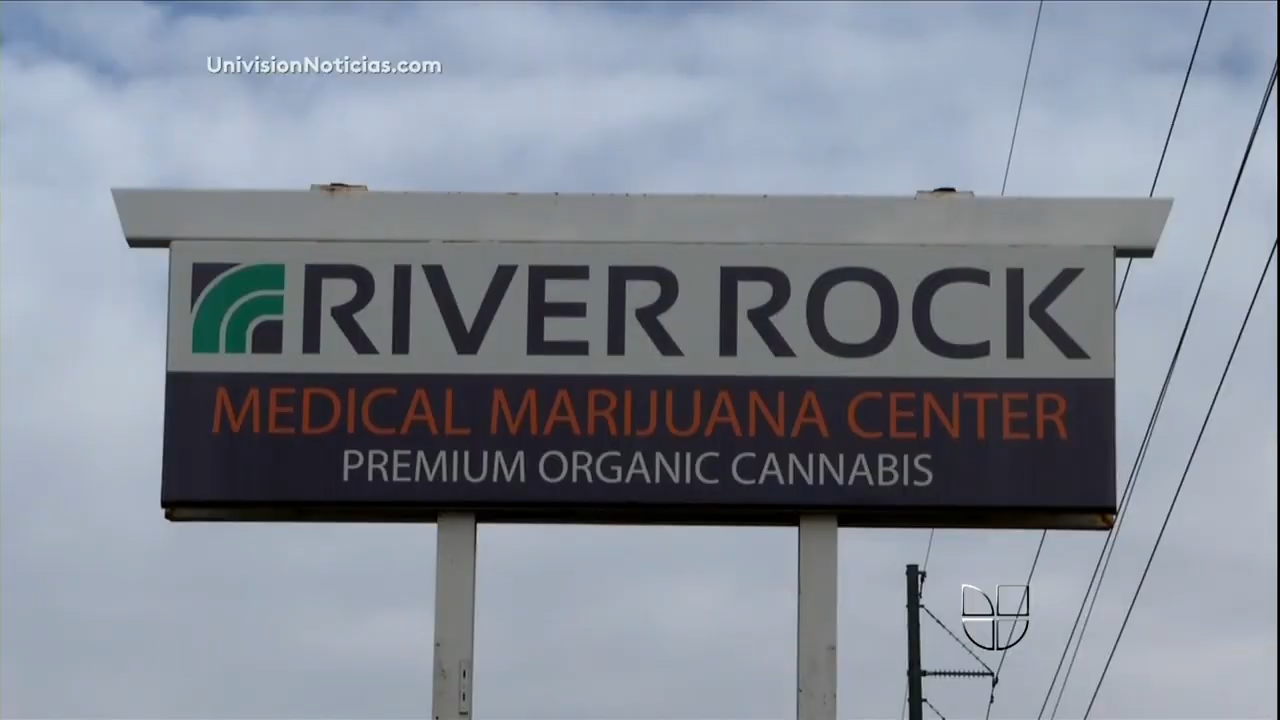 UnivisionNoticias.com
RIVER ROCK
MEDICAL MARIJUANA CENTER
PREMIUM ORGANIC CANNABIS